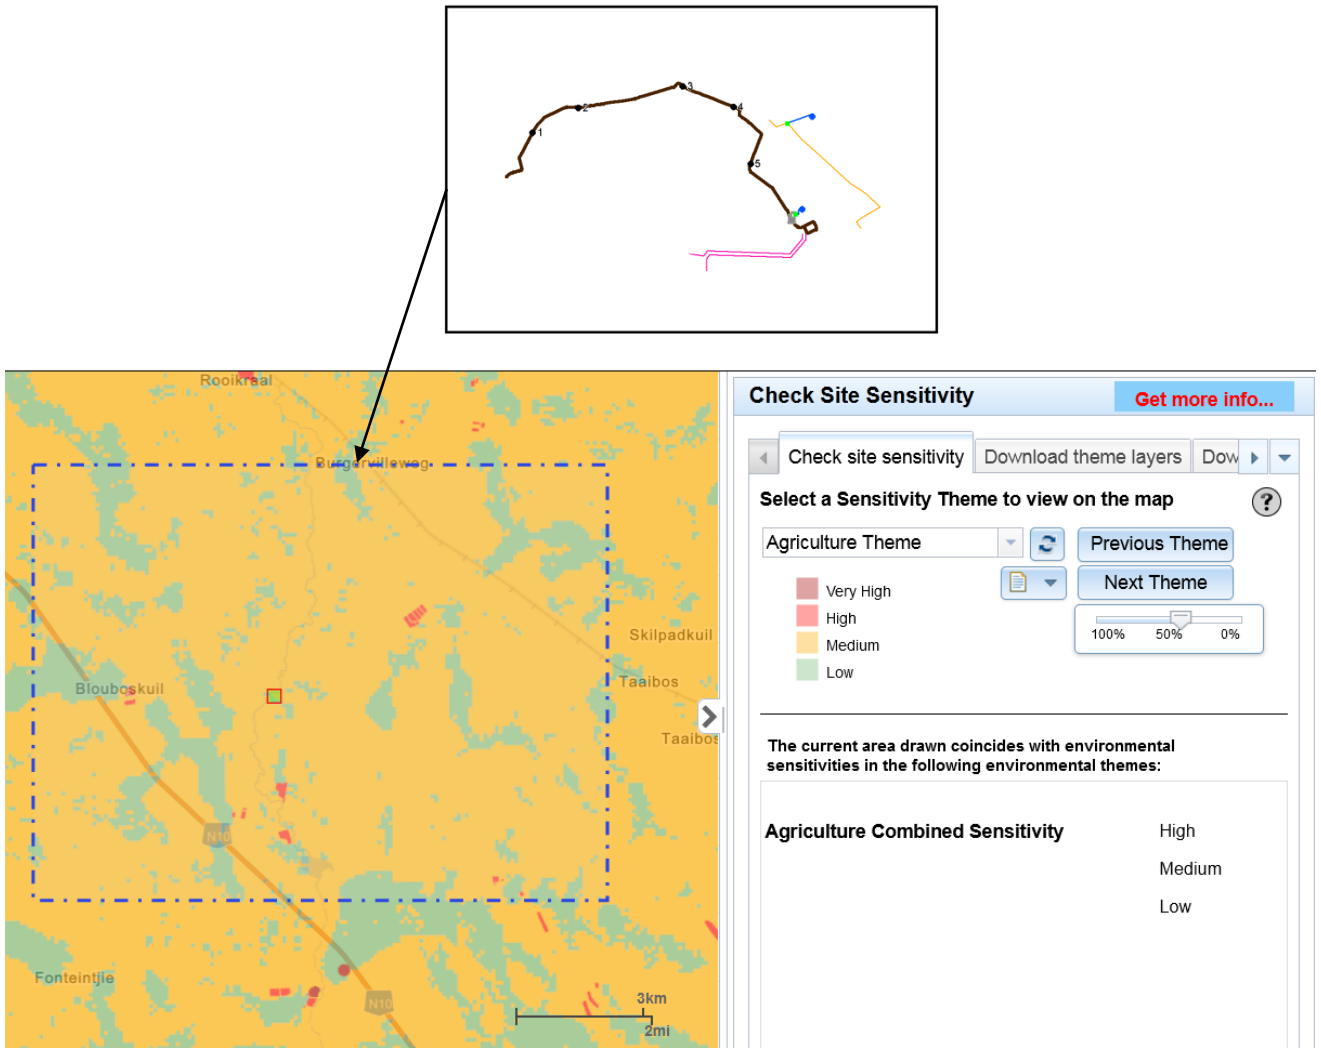 1
2
3
4
5
Rooikraal
Burgervilleweg
Skilpadkuil
Taaibos
Taaibos
Blouboskuil
N10
Fonteintjie
N10
3km
2mi
Check Site Sensitivity
Get more info...
Check site sensitivity
Download theme layers
Dow
Select a Sensitivity Theme to view on the map
?
Agriculture Theme
Previous Theme
Next Theme
Very High
High
Medium
Low
100% 50% 0%
The current area drawn coincides with environmental
sensitivities in the following environmental themes:
Agriculture Combined Sensitivity
High
Medium
Low